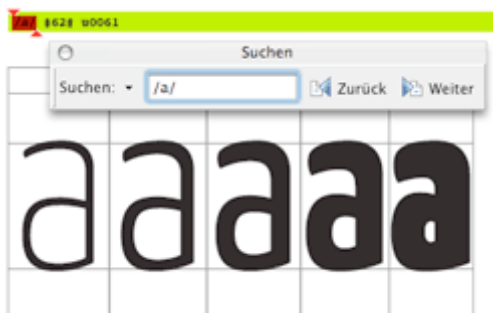 /a/ #62# u0061
Suchen
Suchen: /a/ Zurück Weiter
a a a a a